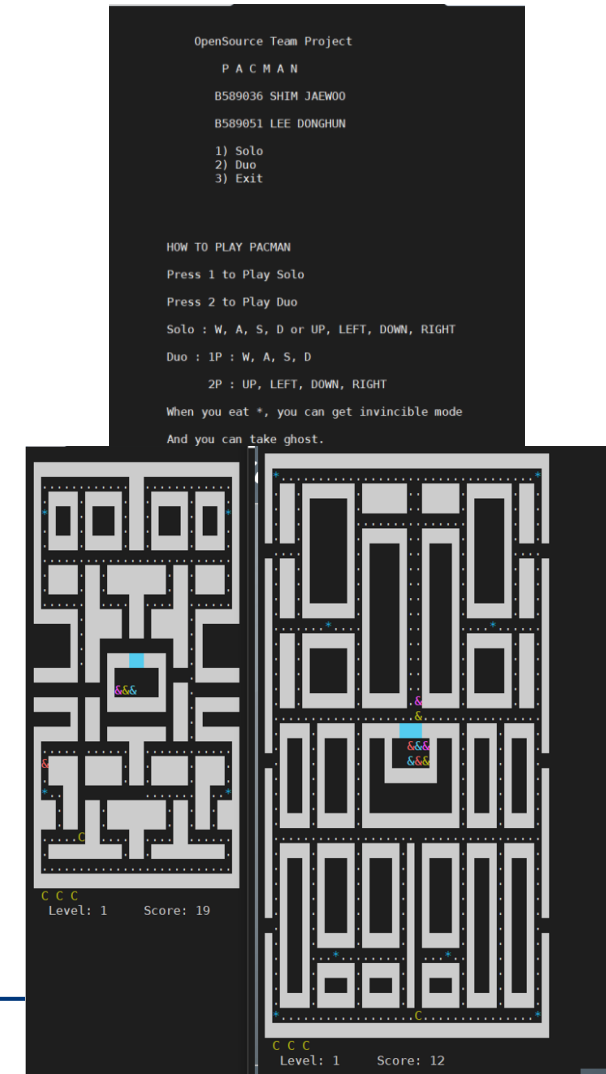 OpenSource Team Project
P A C M A N
B589036 SHIM JAEWOO
B589051 LEE DONGHUN
1) Solo
2) Duo
3) Exit
HOW TO PLAY PACMAN
Press 1 to Play Solo
Press 2 to Play Duo
Solo : W, A, S, D or UP, LEFT, DOWN, RIGHT
Duo : 1P : W, A, S, D
2P : UP, LEFT, DOWN, RIGHT
When you eat *, you can get invincible mode
And you can take ghost.
C C C
Level: 1 Score: 19
C C C
Level: 1 Score: 12